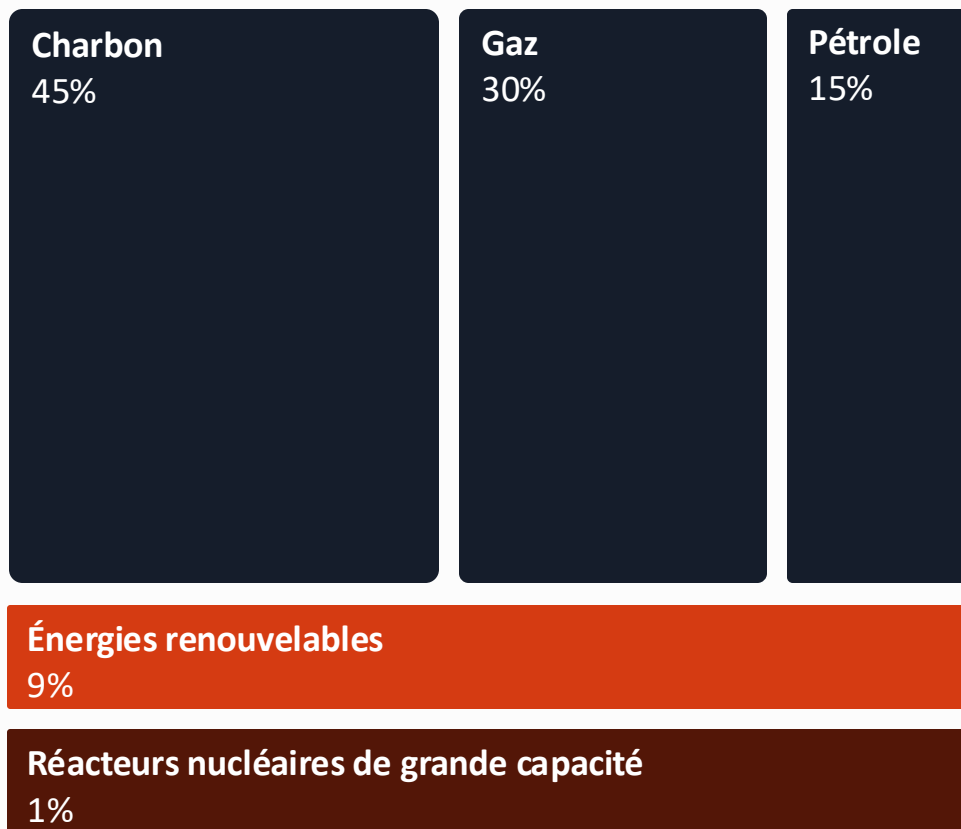 Charbon
45%
Gaz
30%
Pétrole
15%
Énergies renouvelables
9%
Réacteurs nucléaires de grande capacité
1%